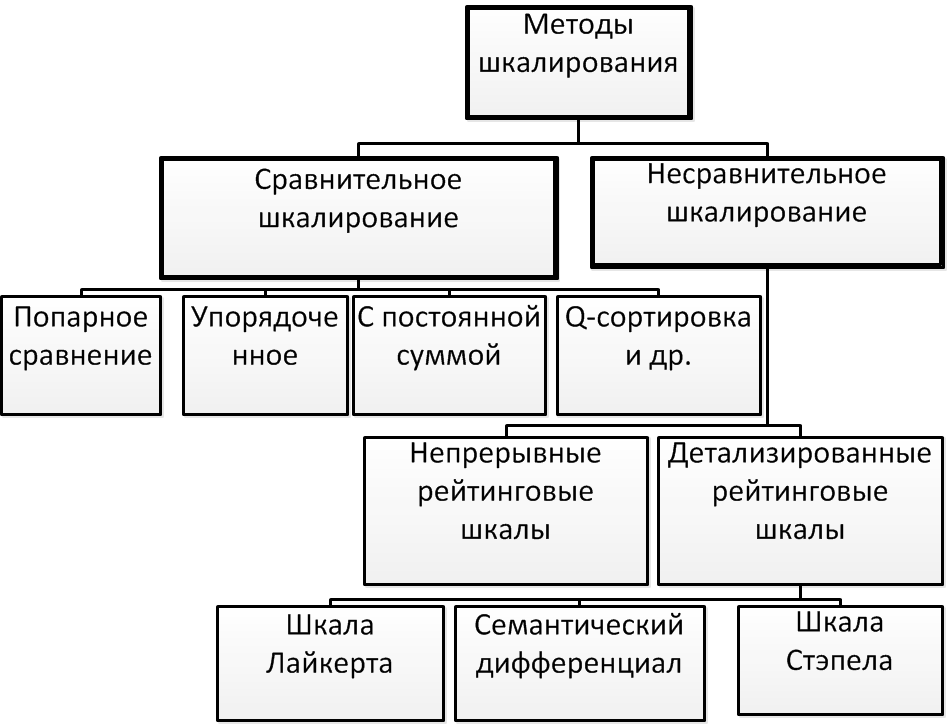 Методы
шкалирования
Сравнительное
шкалирование
Несравнительное
шкалирование
Попарное
сравнение
Упорядоче
нное
С постоянной
суммой
Q-сортировка
и др.
Непрерывные
рейтинговые
шкалы
Детализированные
рейтинговые
шкалы
Шкала
Лайкерта
Семантический
дифференциал
Шкала
Стэпела